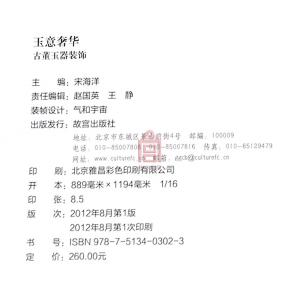 玉意奢华
古董玉器装饰
主　编：宋海洋
责任编辑：赵国英　王　静
装帧设计：气和宇宙
出版发行：故宫出版社
地址：北京市东城区景山前街4号　邮编：100009
电话：010-85007808　010-85007816　传真：010-65129479
网址：www.culturefc.cn　邮箱：ggcb@culturefc.cn
印　刷：北京雅昌彩色印刷有限公司
开　本：889毫米×1194毫米　1/16
印　张：8.5
版　次：2012年8月第1版
2012年8月第1次印刷
书　号：ISBN 978-7-5134-0302-3
定　价：260.00元